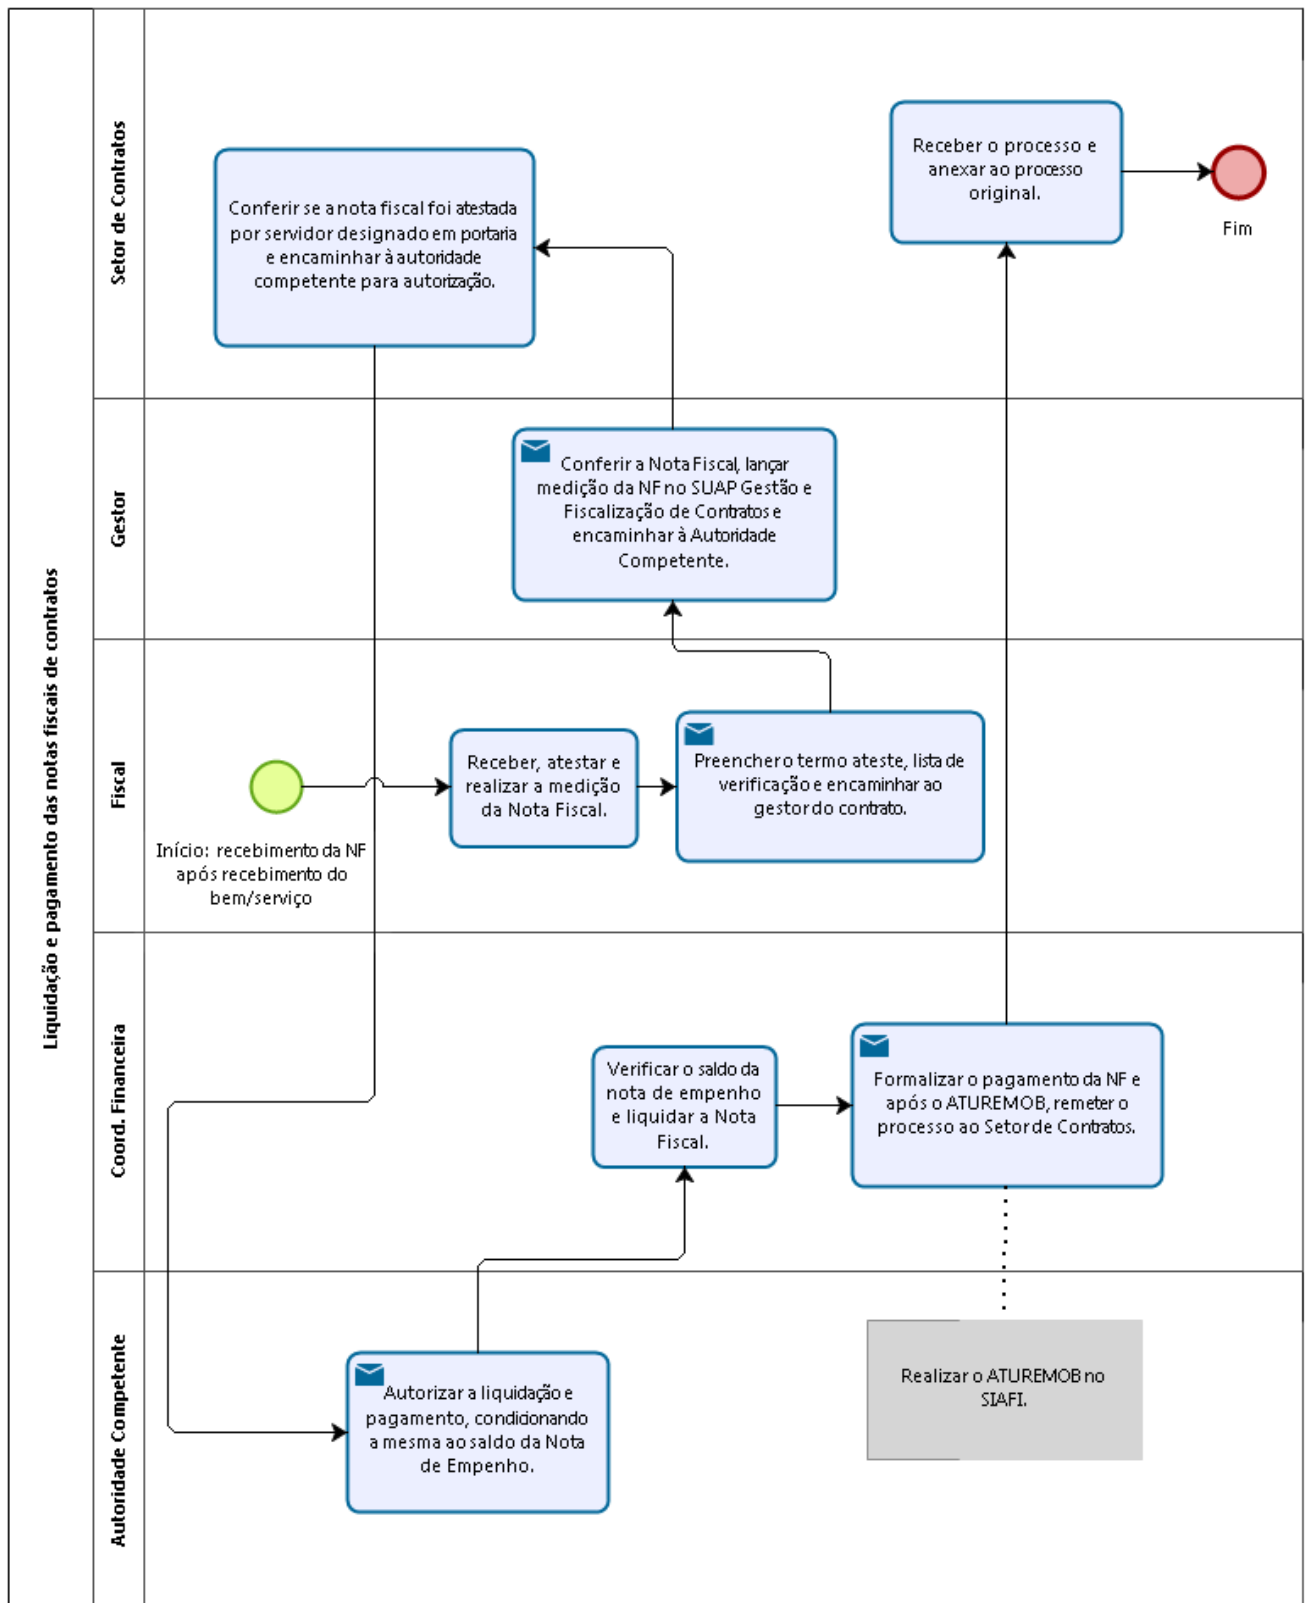 Liquidação e pagamento das notas fiscais de contratos
Setor de Contratos
Conferir se a nota fiscal foi atestada
por servidor designado em portaria
e encaminhar à autoridade
competente para autorização.
Receber o processo e
anexar ao processo
original.
Fim
Gestor
Conferir a Nota Fiscal, lançar
medição da NF no SUAP Gestão e
Fiscalização de Contratos e
encaminhar à Autoridade
Competente.
Fiscal
Início: recebimento da NF
após recebimento do
bem/serviço
Receber, atestar e
realizar a medição
da Nota Fiscal.
Preencher o termo ateste, lista de
verificação e encaminhar ao
gestor do contrato.
Coord. Financeira
Verificar o saldo da
nota de empenho
e liquidar a Nota
Fiscal.
Formalizar o pagamento da NF e
após o ATUREMOB, remeter o
processo ao Setor de Contratos.
Autoridade Competente
Autorizar a liquidação e
pagamento, condicionando
a mesma ao saldo da Nota
de Empenho.
Realizar o ATUREMOB no
SIAFI.